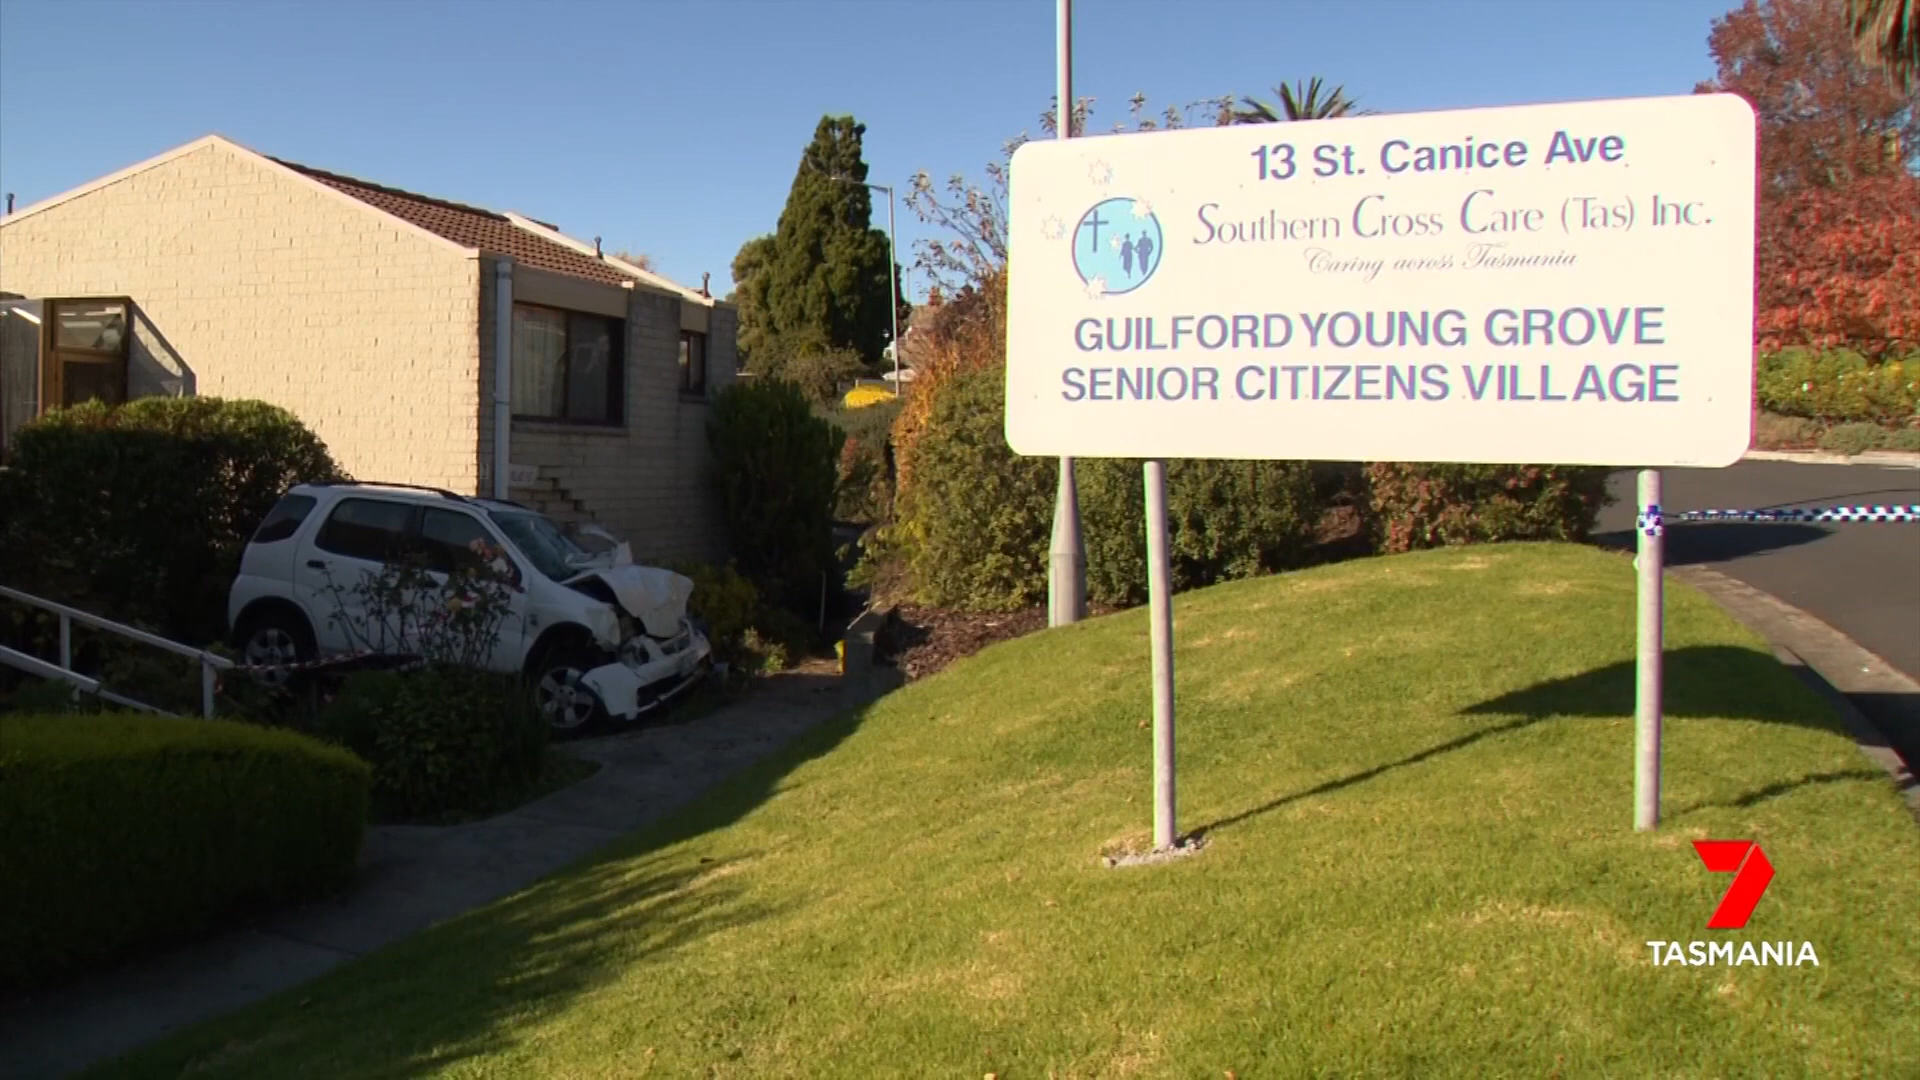 13 St. Canice Ave
Southern Cross Care (Tas) Inc.
Caring across Tasmania
GUILFORD YOUNG GROVE
SENIOR CITIZENS VILLAGE
7
TASMANIA